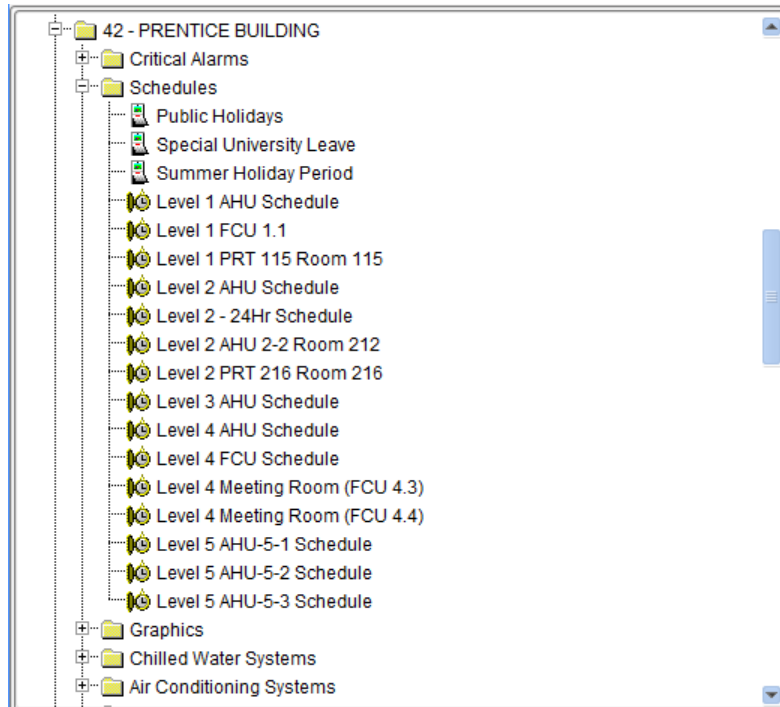 42 - PRENTICE BUILDING
Critical Alarms
Schedules
Public Holidays
Special University Leave
Summer Holiday Period
Level 1 AHU Schedule
Level 1 FCU 1.1
Level 1 PRT 115 Room 115
Level 2 AHU Schedule
Level 2 - 24Hr Schedule
Level 2 AHU 2-2 Room 212
Level 2 PRT 216 Room 216
Level 3 AHU Schedule
Level 4 AHU Schedule
Level 4 FCU Schedule
Level 4 Meeting Room (FCU 4.3)
Level 4 Meeting Room (FCU 4.4)
Level 5 AHU-5-1 Schedule
Level 5 AHU-5-2 Schedule
Level 5 AHU-5-3 Schedule
Graphics
Chilled Water Systems
Air Conditioning Systems